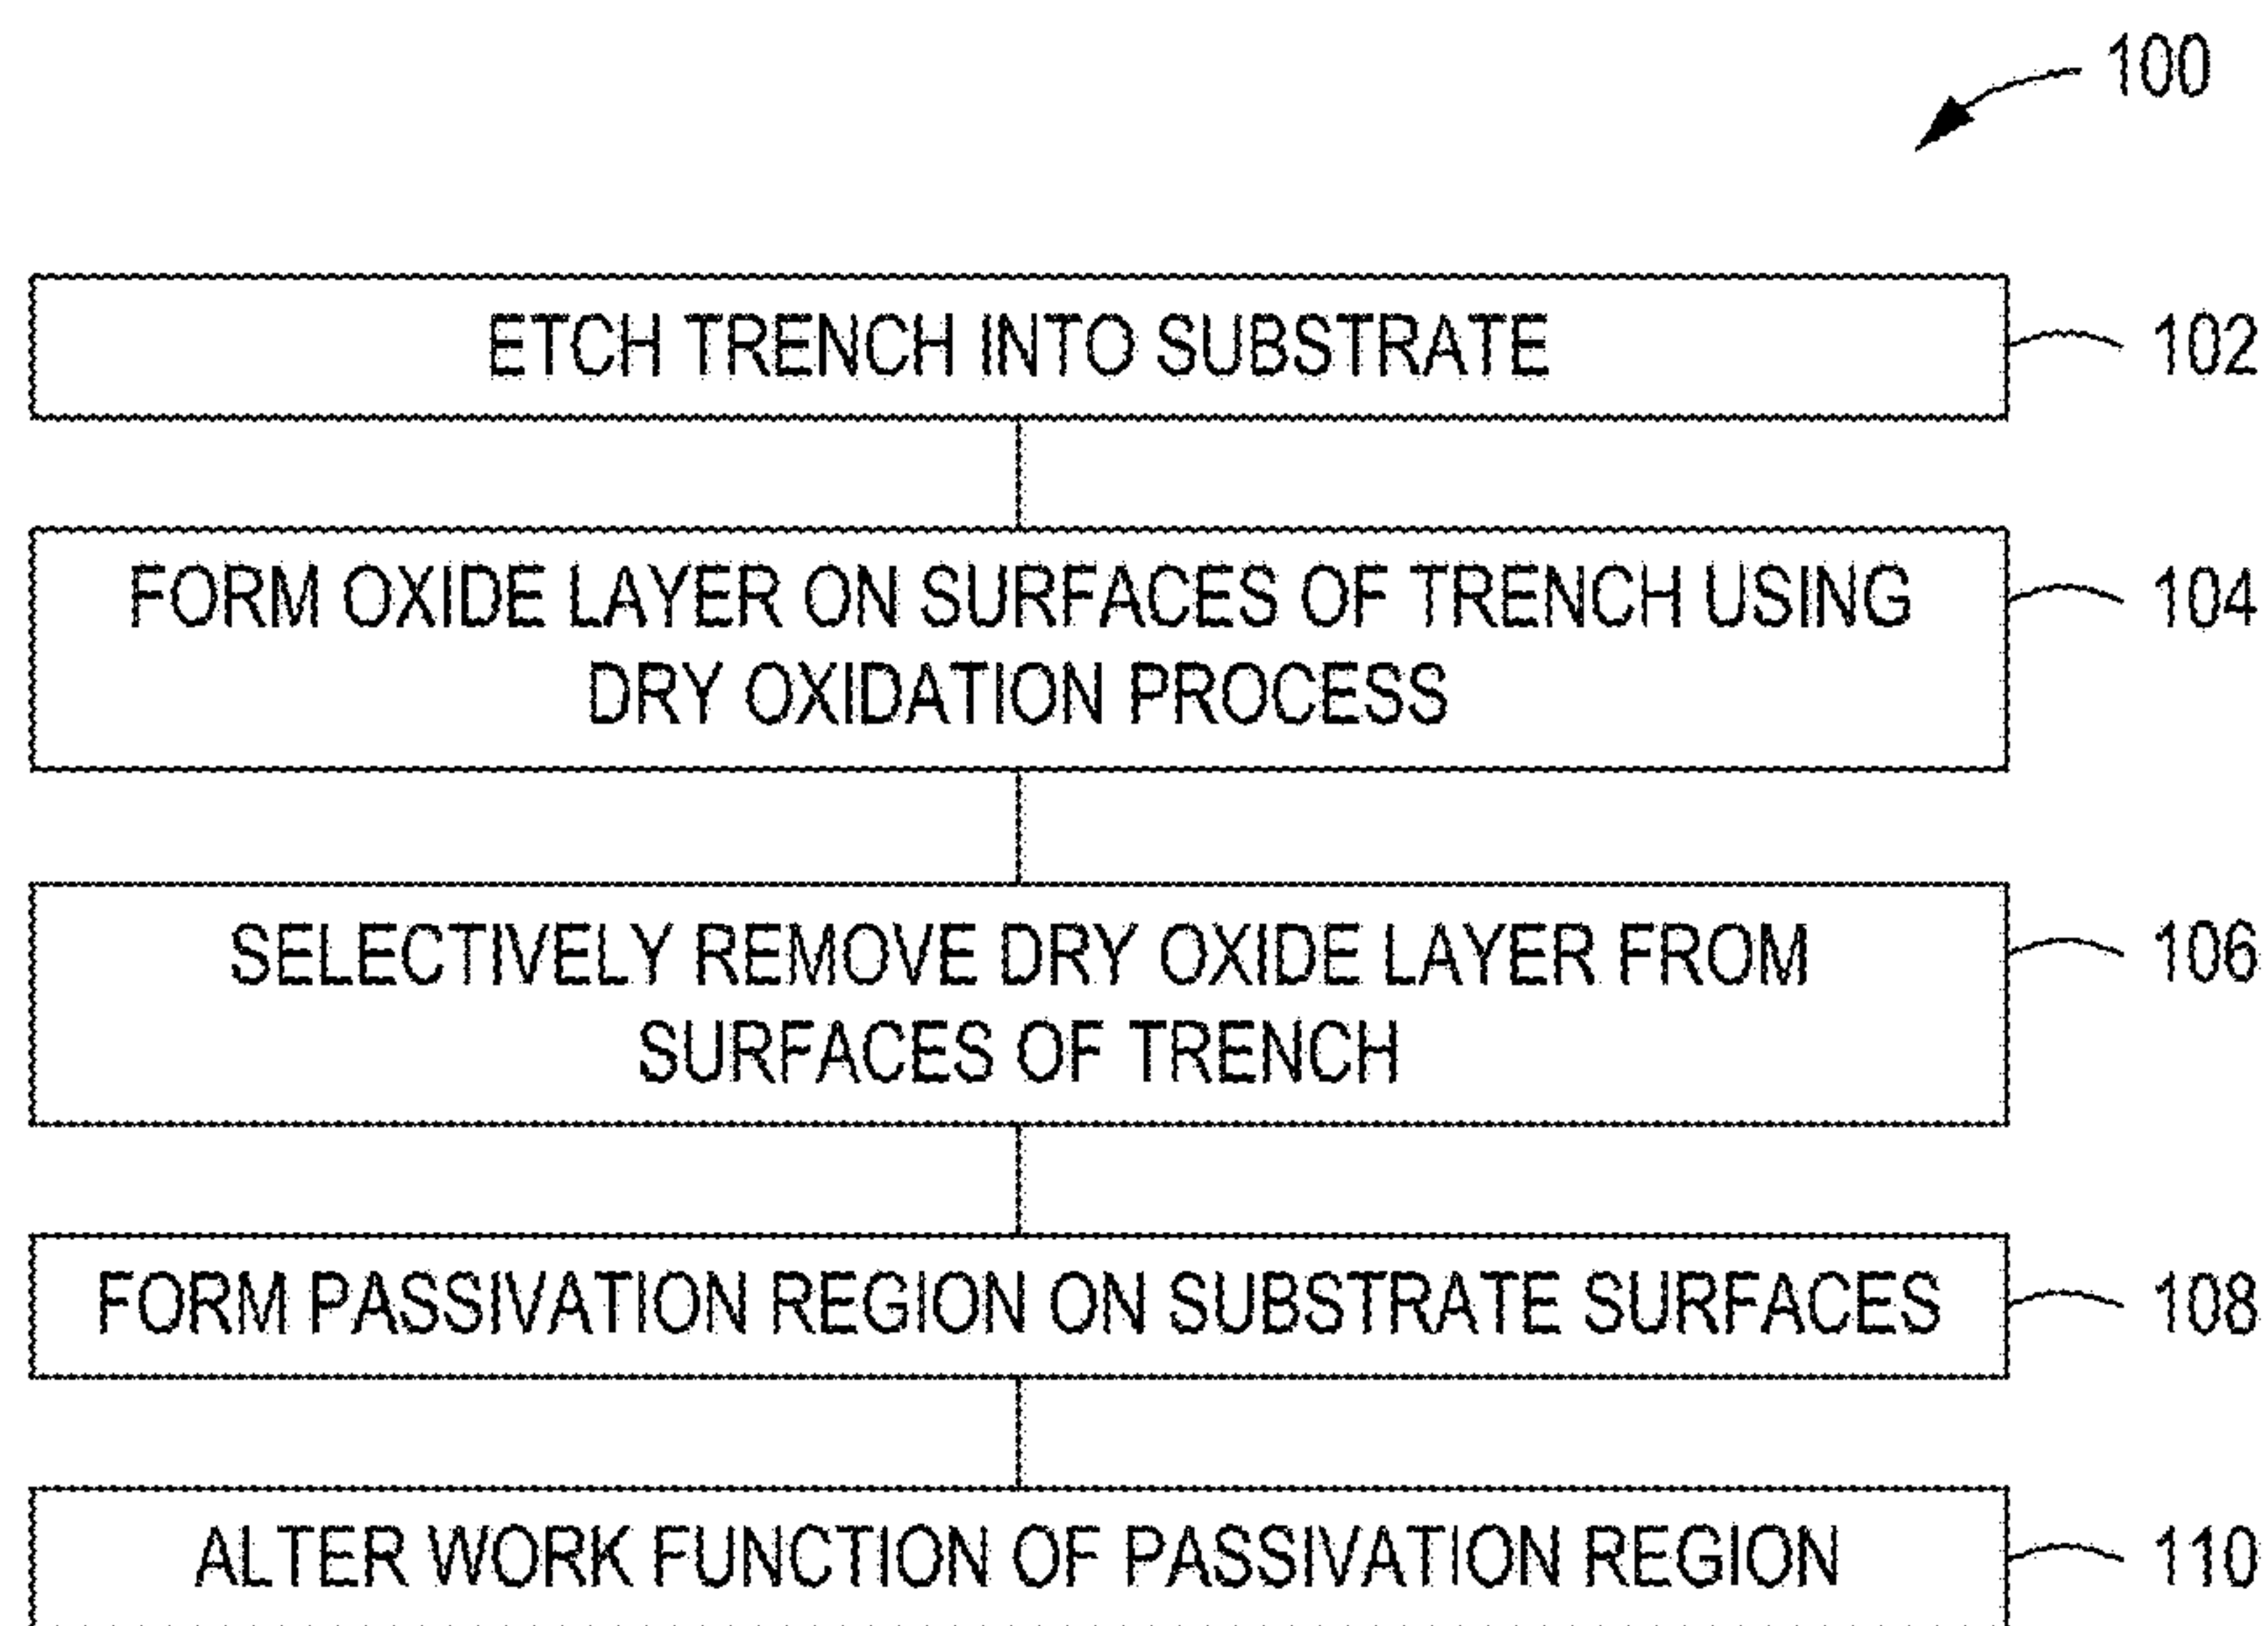 100
ETCH TRENCH INTO SUBSTRATE
102
FORM OXIDE LAYER ON SURFACES OF TRENCH USING
DRY OXIDATION PROCESS
104
SELECTIVELY REMOVE DRY OXIDE LAYER FROM
SURFACES OF TRENCH
106
FORM PASSIVATION REGION ON SUBSTRATE SURFACES
108
ALTER WORK FUNCTION OF PASSIVATION REGION
110